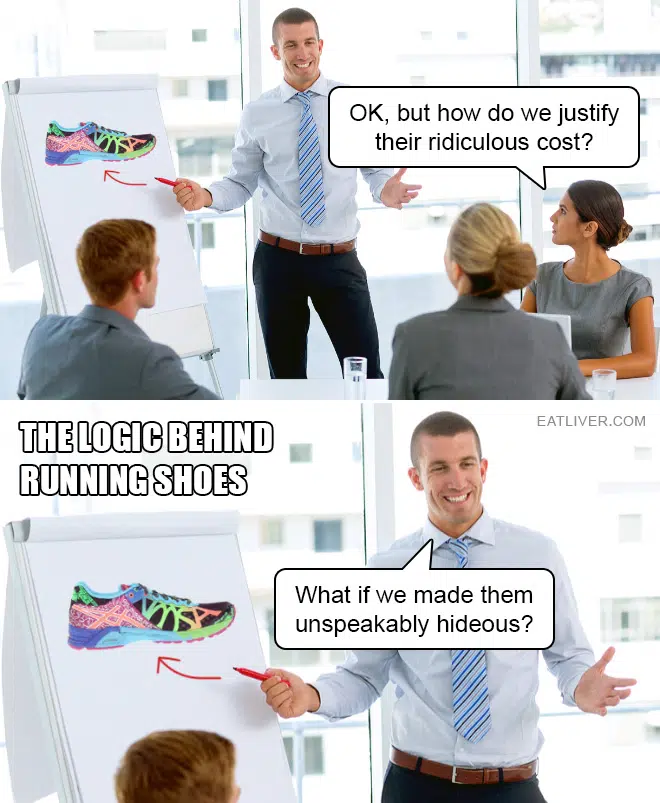 OK, but how do we justify
their ridiculous cost?
EATLIVER.COM
THE LOGIC BEHIND
RUNNING SHOES
What if we made them
unspeakably hideous?